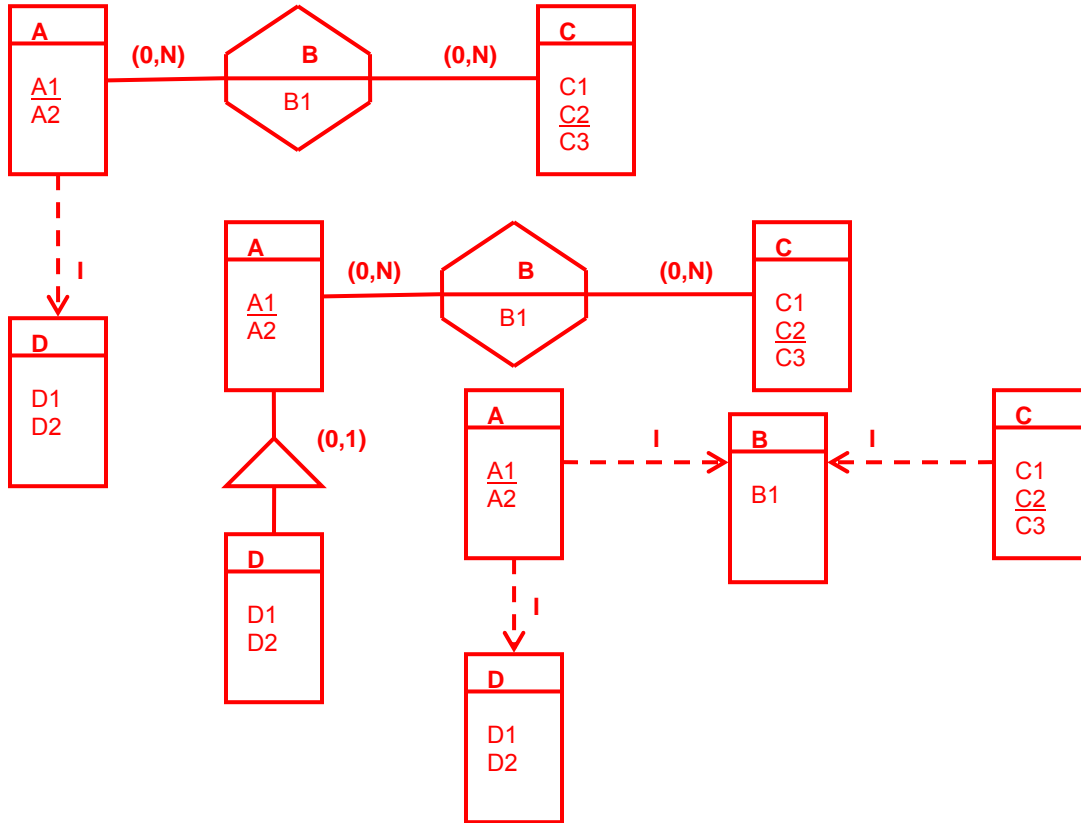 A
(0,N)
B
(0,N)
C
A1
A2
B1
C1
C2
C3
I
D
D1
D2
A
(0,N)
B
(0,N)
C
A1
A2
B1
C1
C2
C3
(0,1)
D
D1
D2
A
I
B
I
C
A1
A2
B1
C1
C2
C3
I
D
D1
D2